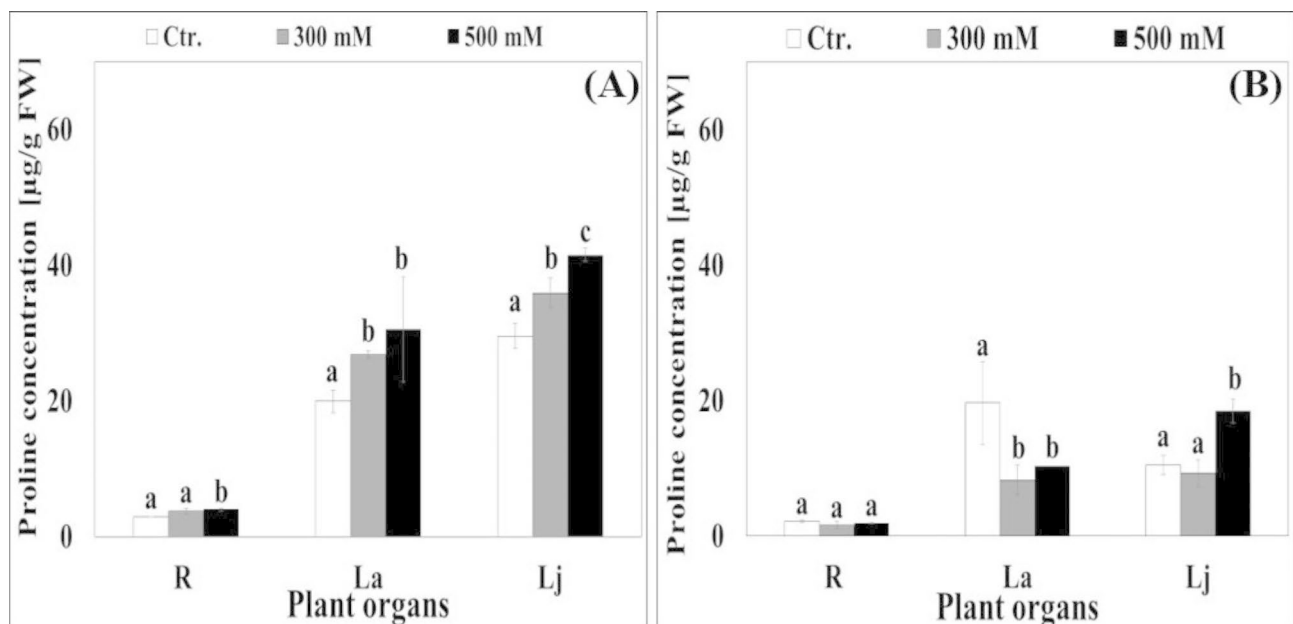 Ctr. 300 mM 500 mM
(A)
Proline concentration [µg/g FW]
60
40
20
0
a a b
a b b
a b c
R La Lj
Plant organs
Ctr. 300 mM 500 mM
(B)
Proline concentration [µg/g FW]
60
40
20
0
a a a
a b b
a a b
R La Lj
Plant organs